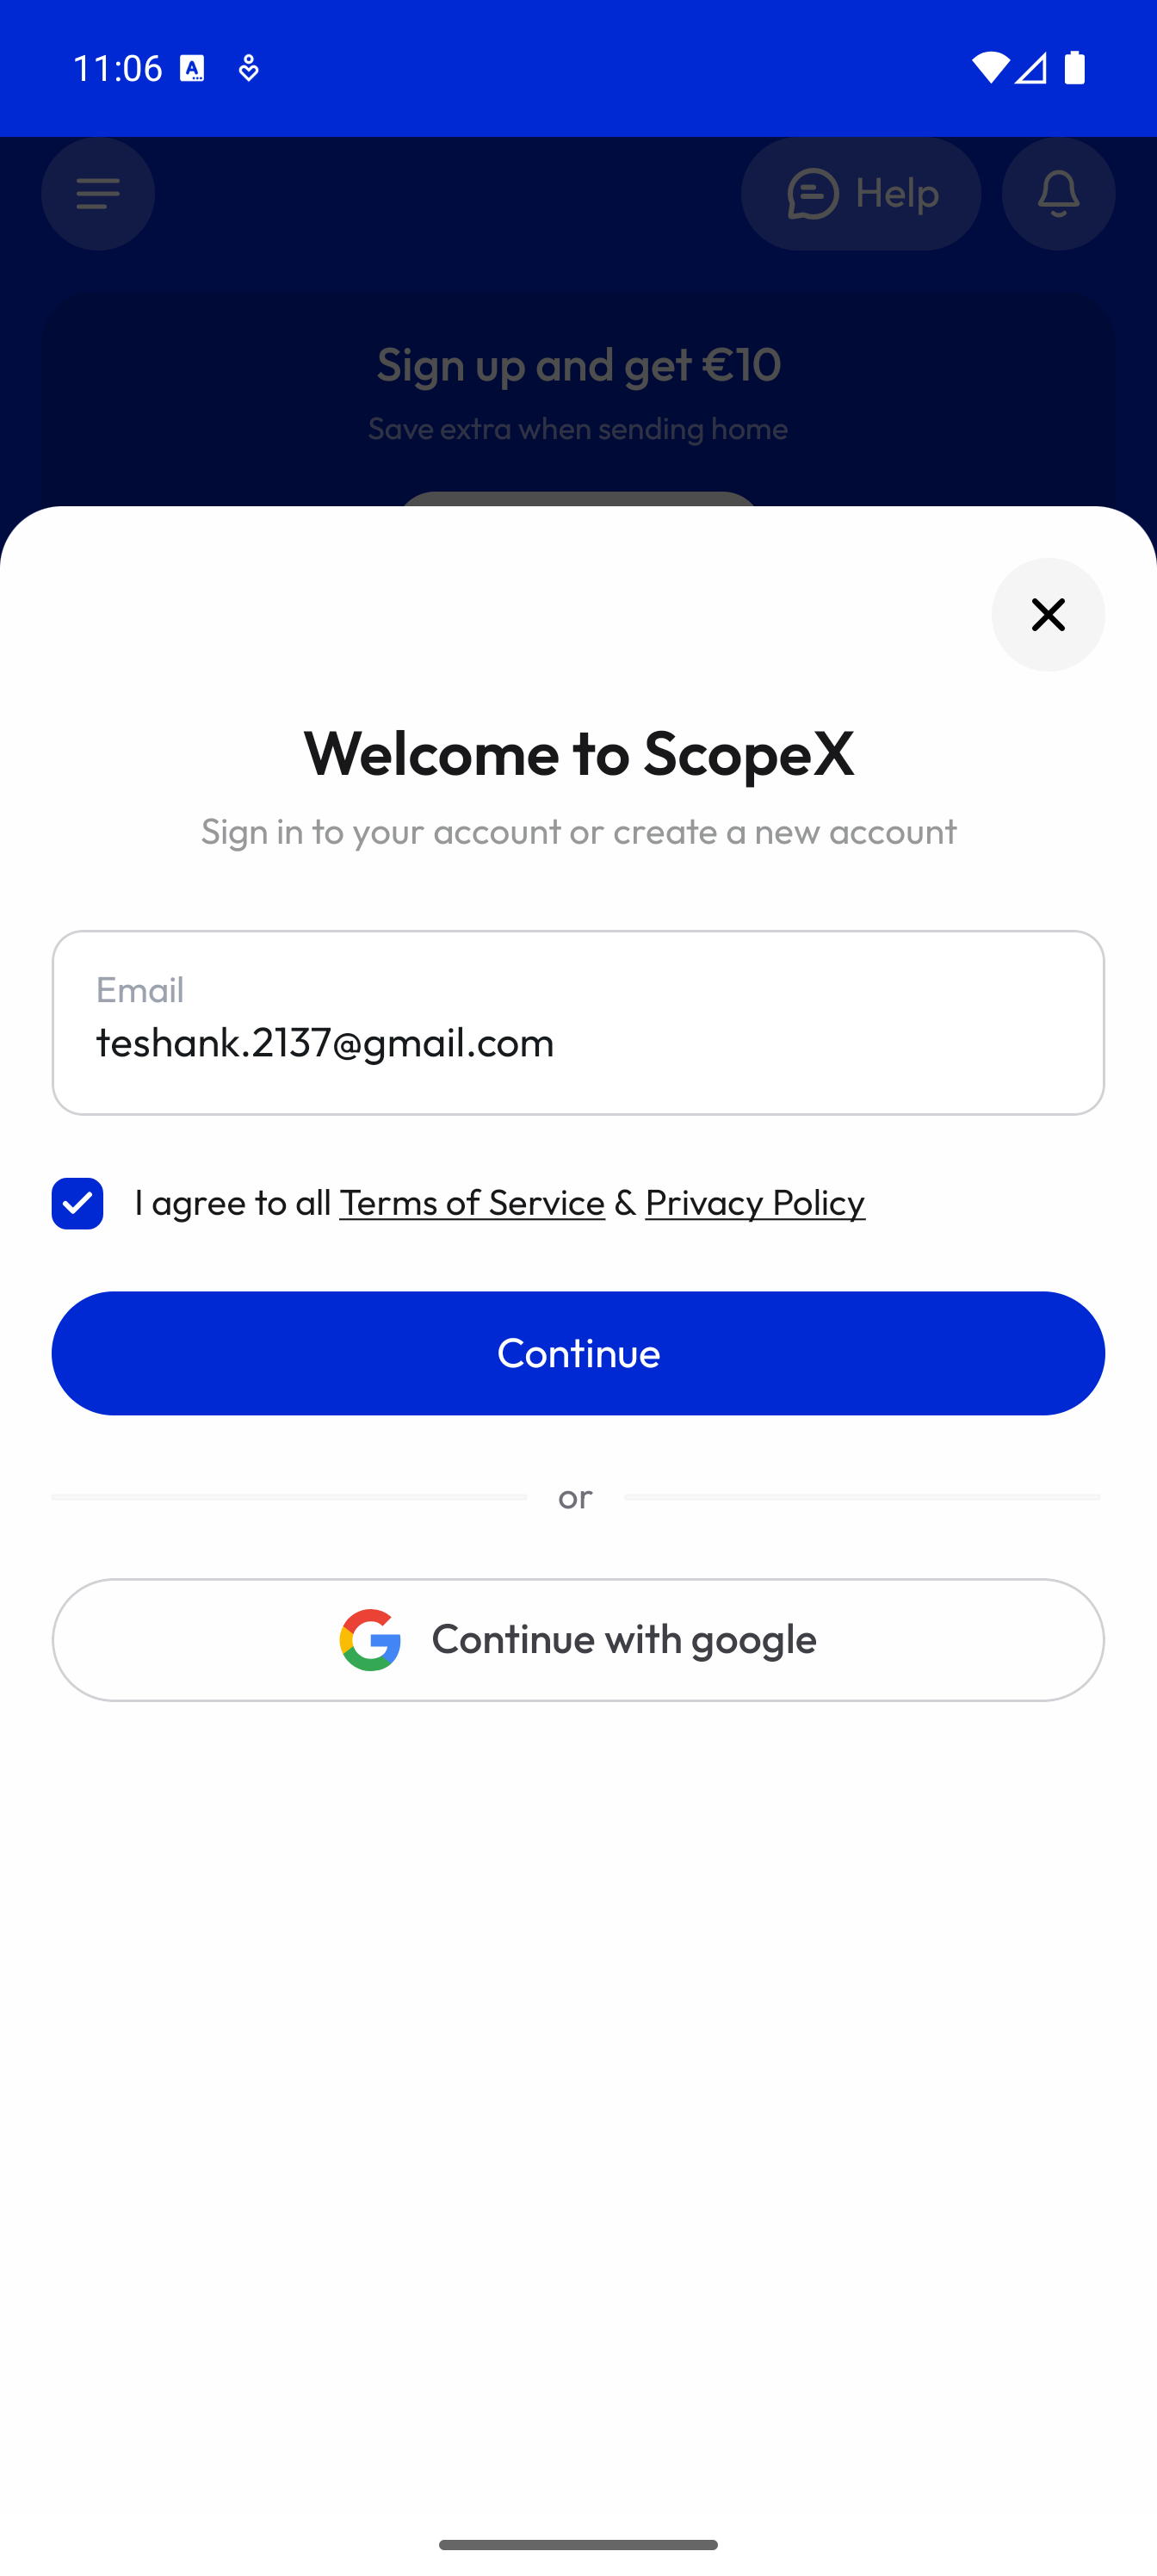 11:06
Help
Sign up and get €10
Save extra when sending home
Welcome to ScopeX
Sign in to your account or create a new account
Email
teshank.2137@gmail.com
I agree to all Terms of Service & Privacy Policy
Continue
or
Continue with google